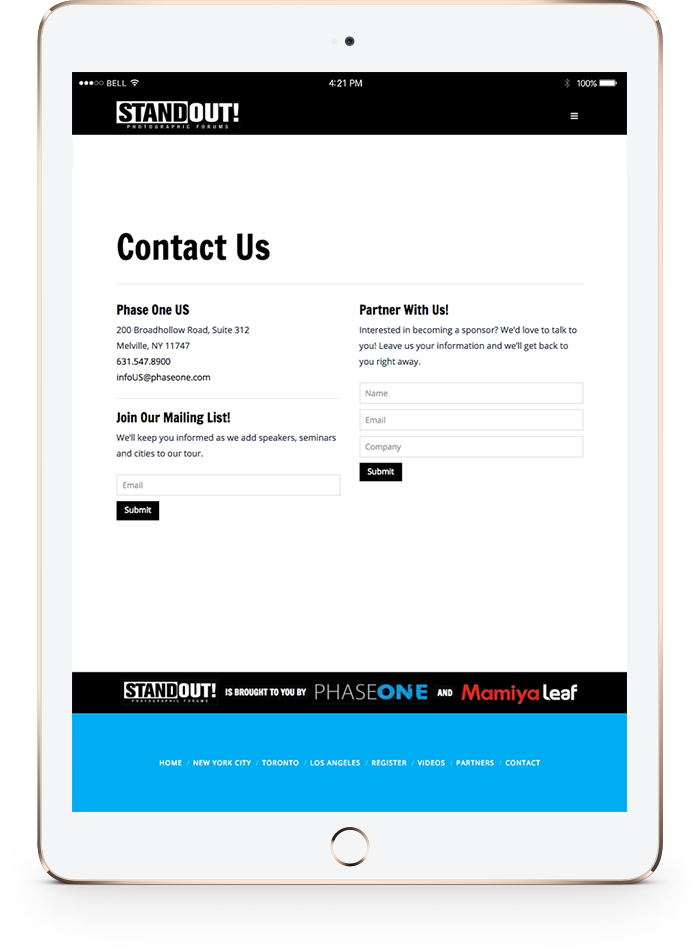 BELL 4:21 PM 100%
STANDOUT!
PHOTOGRAPHIC FORUMS
Contact Us
Phase One US
200 Broadhollow Road, Suite 312
Melville, NY 11747
631.547.8900
infoUS@phaseone.com
Join Our Mailing List!
We'll keep you informed as we add speakers, seminars
and cities to our tour.
Email
Submit
Partner With Us!
Interested in becoming a sponsor? We'd love to talk to
you! Leave us your information and we'll get back to
you right away.
Name
Email
Company
Submit
STANDOUT! IS BROUGHT TO YOU BY PHASEONE AND Mamiya Leaf
PHOTOGRAPHIC FORUMS
HOME / NEW YORK CITY / TORONTO / LOS ANGELES / REGISTER / VIDEOS / PARTNERS / CONTACT